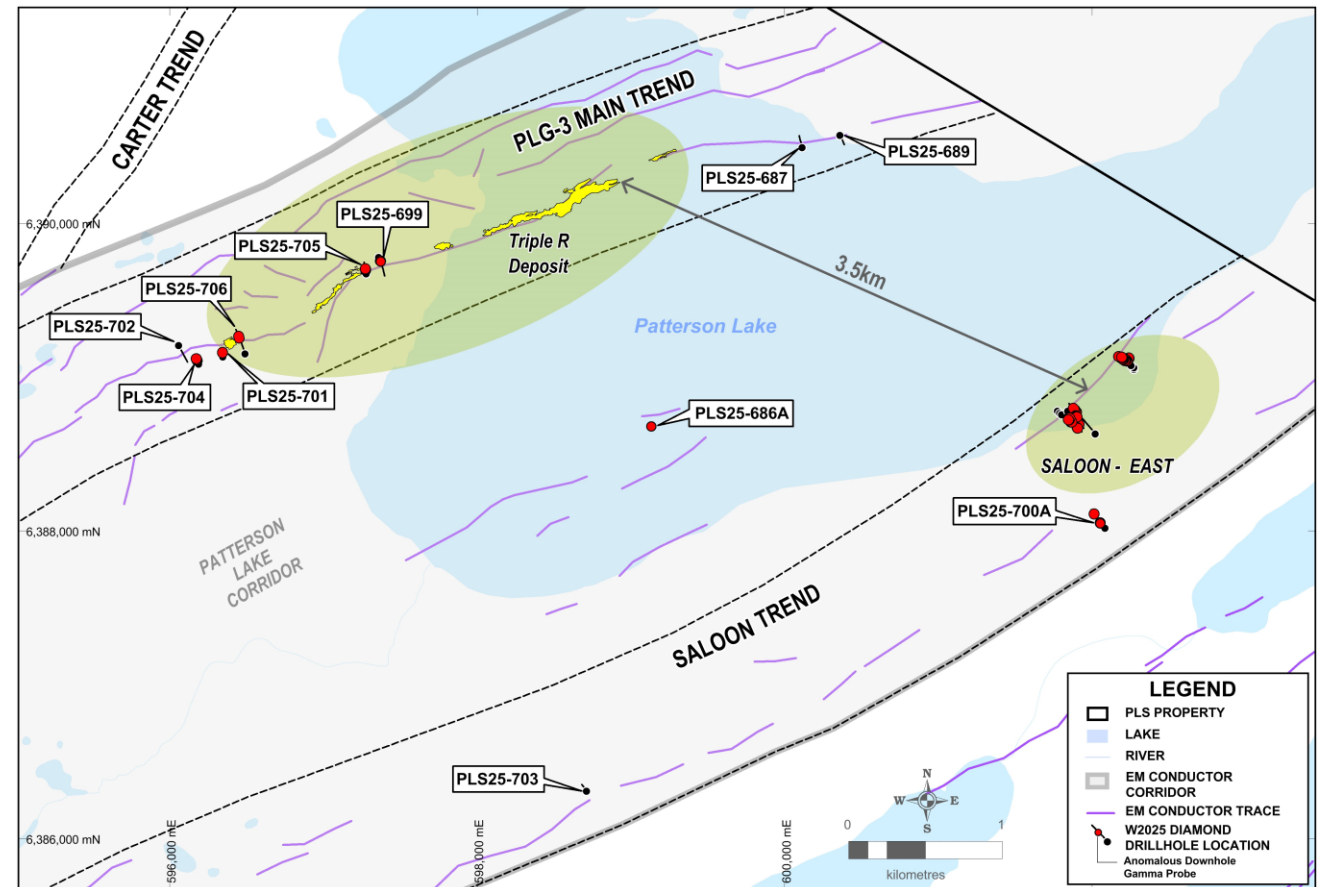 CARTER TREND
PLG-3 MAIN TREND
PLS25-689
PLS25-687
PLS25-699
6,390,000 mN
PLS25-705
Triple R
Deposit
3.5km
PLS25-706
PLS25-702
Patterson Lake
PLS25-704
PLS25-701
PLS25-686A
SALOON - EAST
PLS25-700A
6,388,000 mN
PATTERSON
LAKE
CORRIDOR
SALOON TREND
PLS25-703
6,386,000 mN
596,000 mE
598,000 mE
600,000 mE
N
W
E
S
0
1
kilometres
LEGEND
PLS PROPERTY
LAKE
RIVER
EM CONDUCTOR
CORRIDOR
EM CONDUCTOR TRACE
W2025 DIAMOND
DRILLHOLE LOCATION
Anomalous Downhole
Gamma Probe